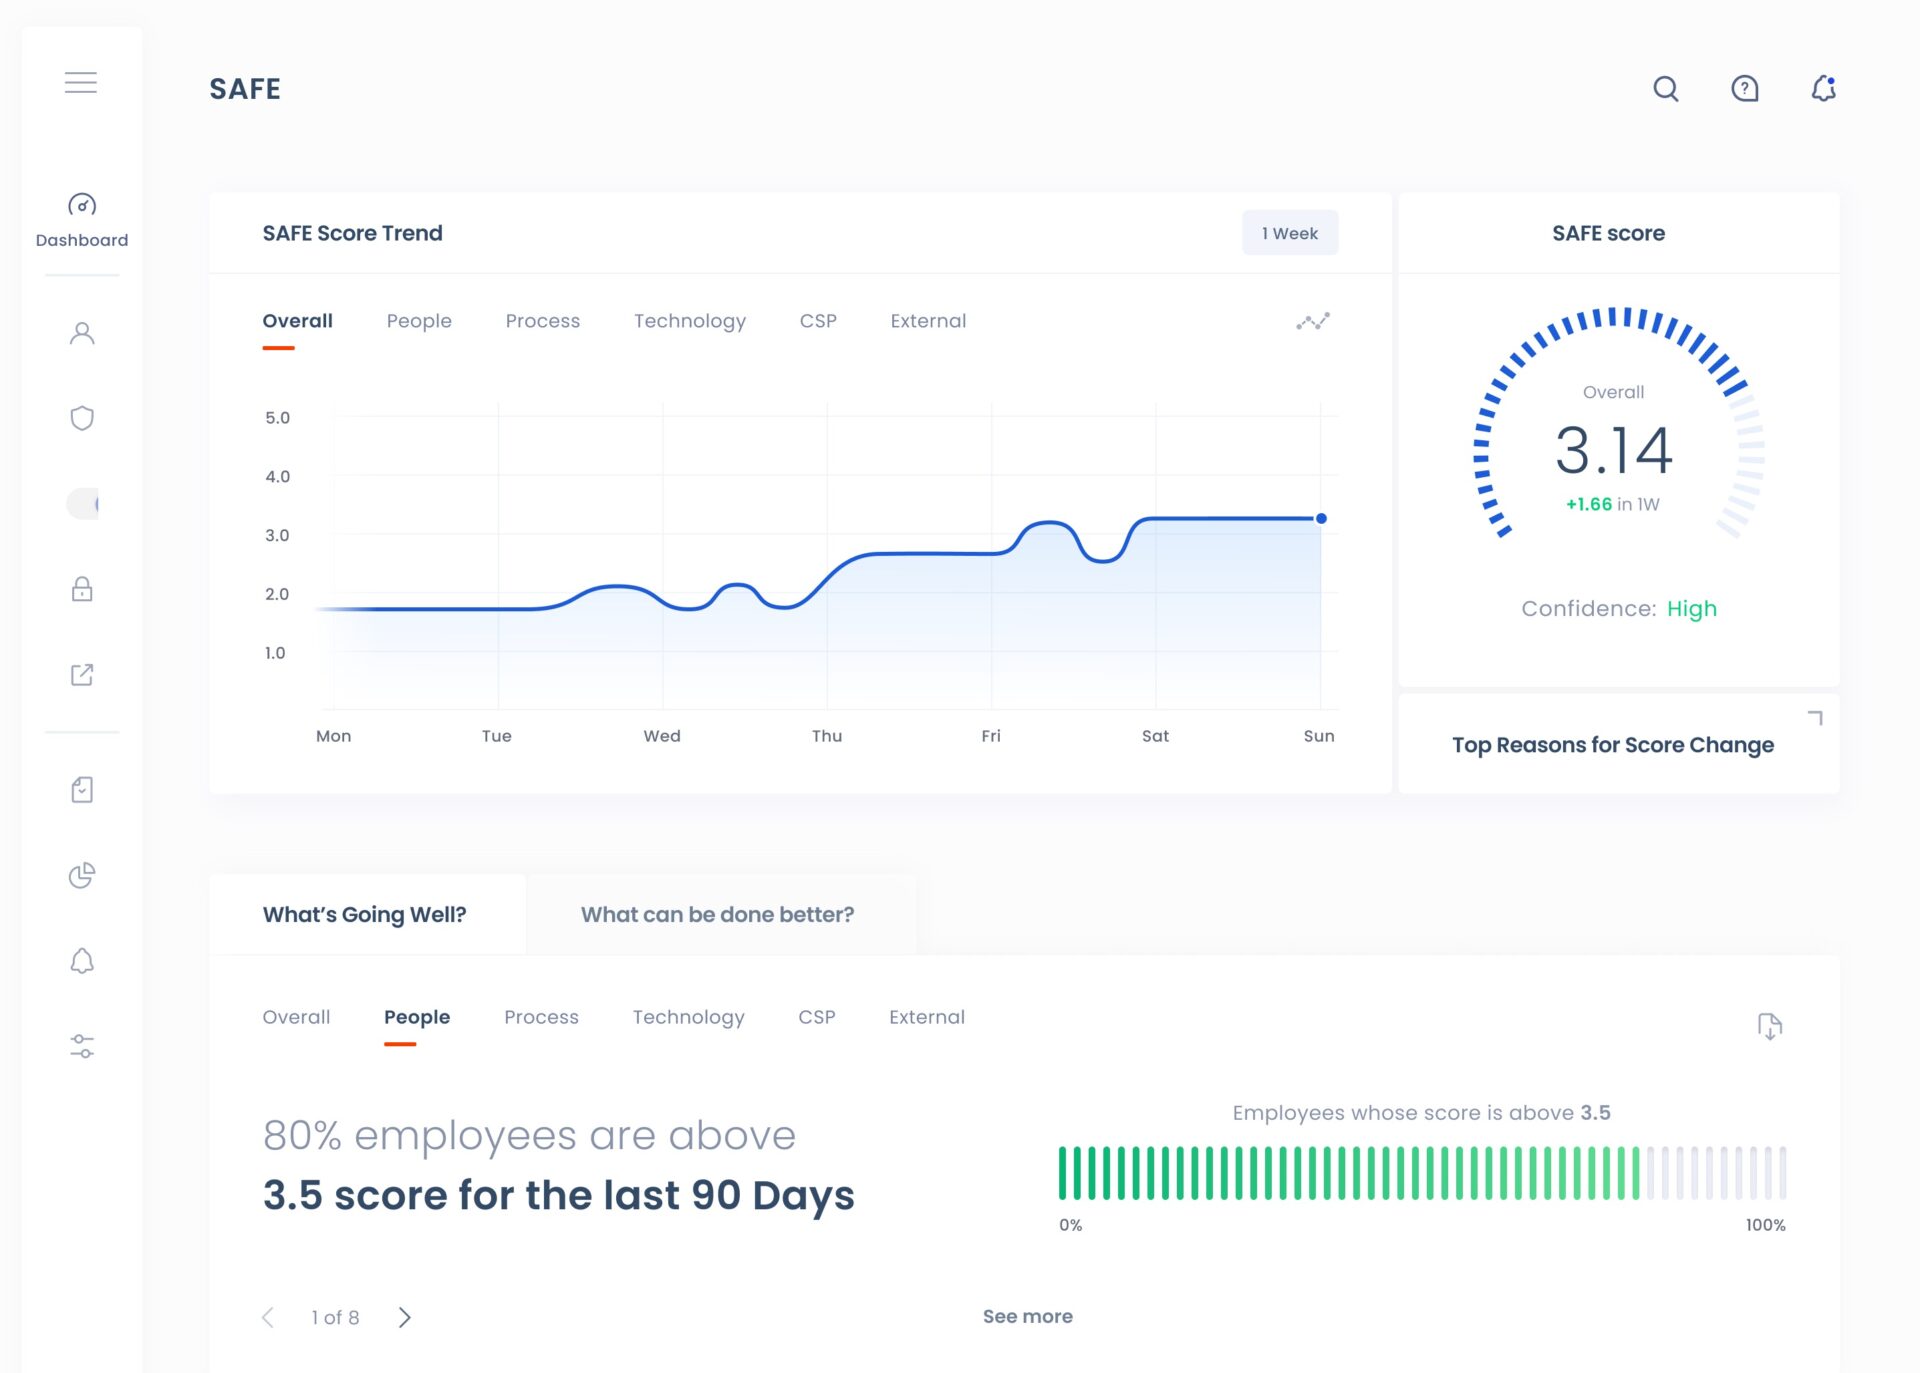 SAFE
Dashboard
SAFE Score Trend
1 Week
Overall People Process Technology CSP External
5.0
4.0
3.0
2.0
1.0
Mon Tue Wed Thu Fri Sat Sun
SAFE score
Overall
3.14
+1.66 in 1W
Confidence: High
Top Reasons for Score Change
What’s Going Well?
What can be done better?
Overall People Process Technology CSP External
80% employees are above
3.5 score for the last 90 Days
Employees whose score is above 3.5
0% 100%
1 of 8
See more